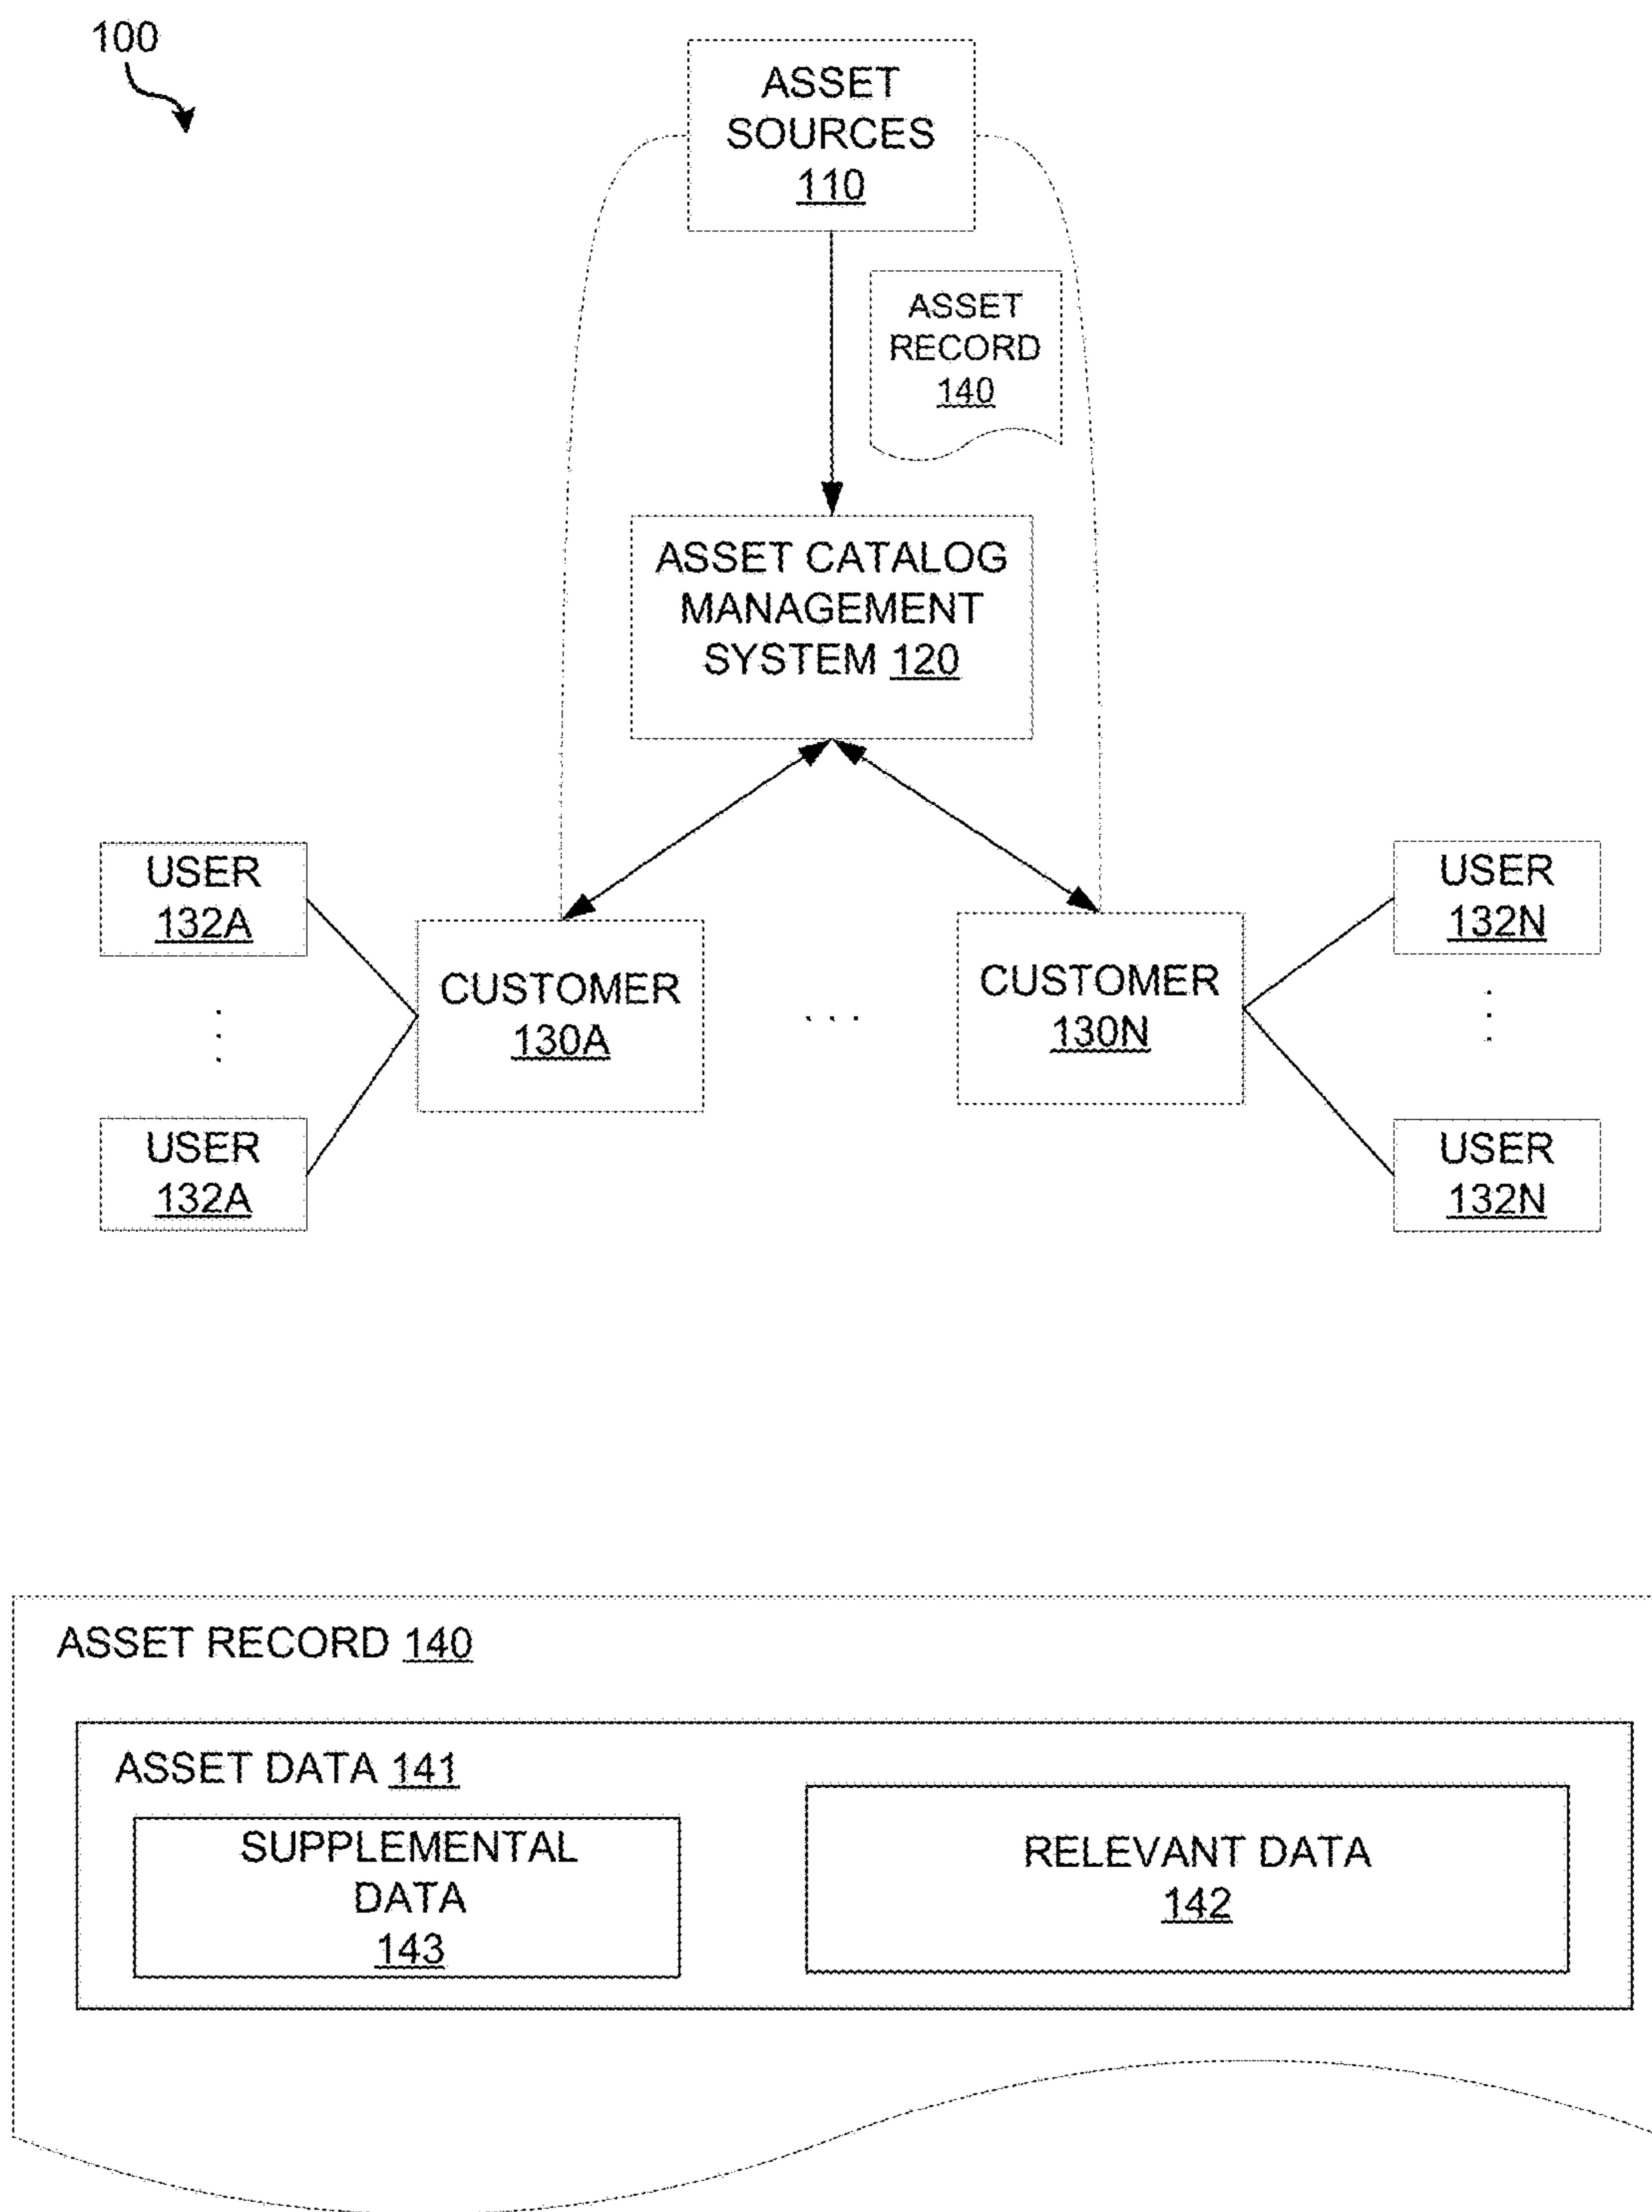 100
ASSET
SOURCES
110
ASSET
RECORD
140
ASSET CATALOG
MANAGEMENT
SYSTEM 120
USER
132A
USER
132N
CUSTOMER
130A
. . .
CUSTOMER
130N
USER
132A
USER
132N
ASSET RECORD 140
ASSET DATA 141
SUPPLEMENTAL
DATA
143
RELEVANT DATA
142